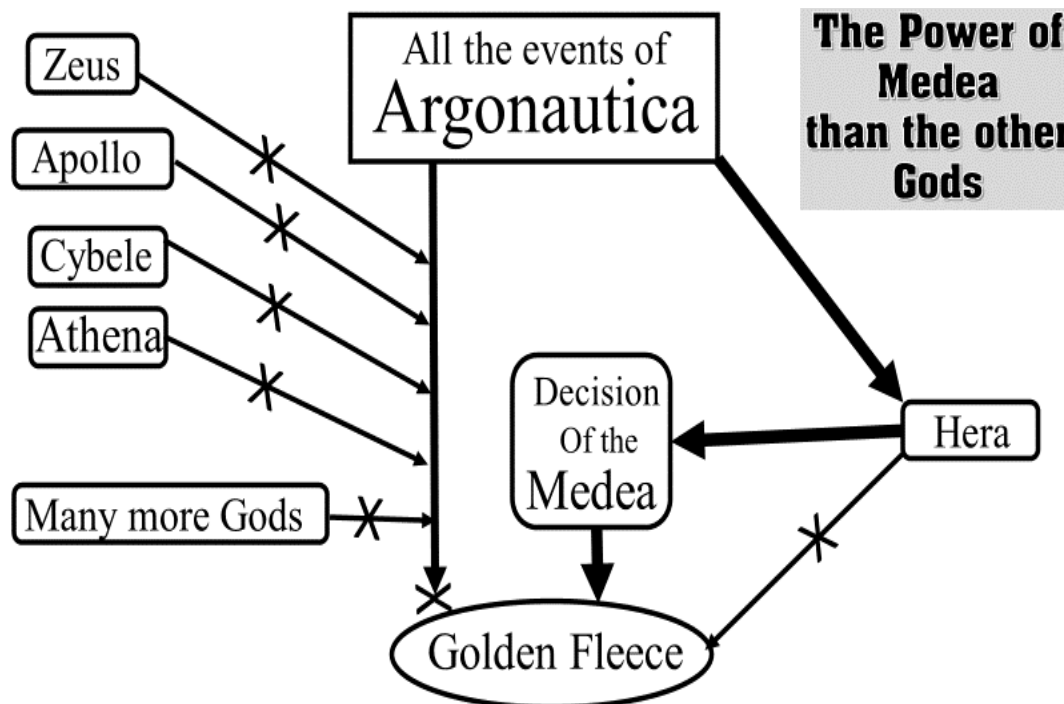 All the events of
Argonautica
The Power of
Medea
than the other
Gods
Zeus
Apollo
Cybele
Athena
Many more Gods
Decision
Of the
Medea
Hera
Golden Fleece